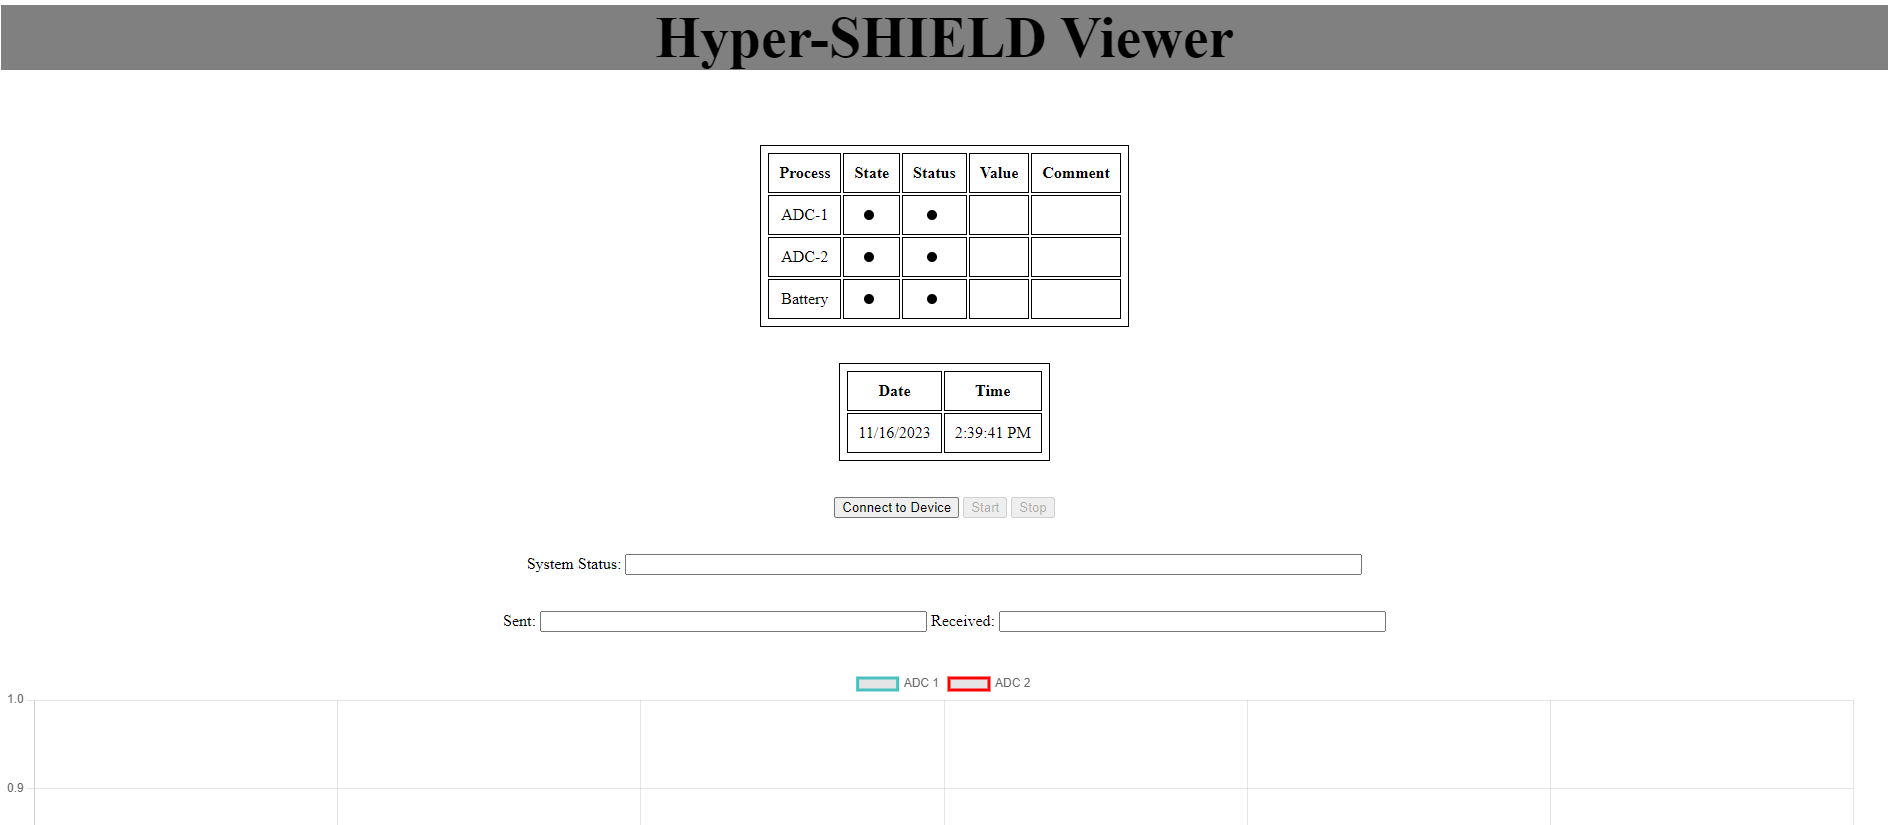 Hyper-SHIELD Viewer
Process State Status Value Comment
ADC-1
ADC-2
Battery
Date Time
11/16/2023 2:39:41 PM
Connect to Device Start Stop
System Status:
Sent: Received:
ADC 1 ADC 2
1.0
0.9